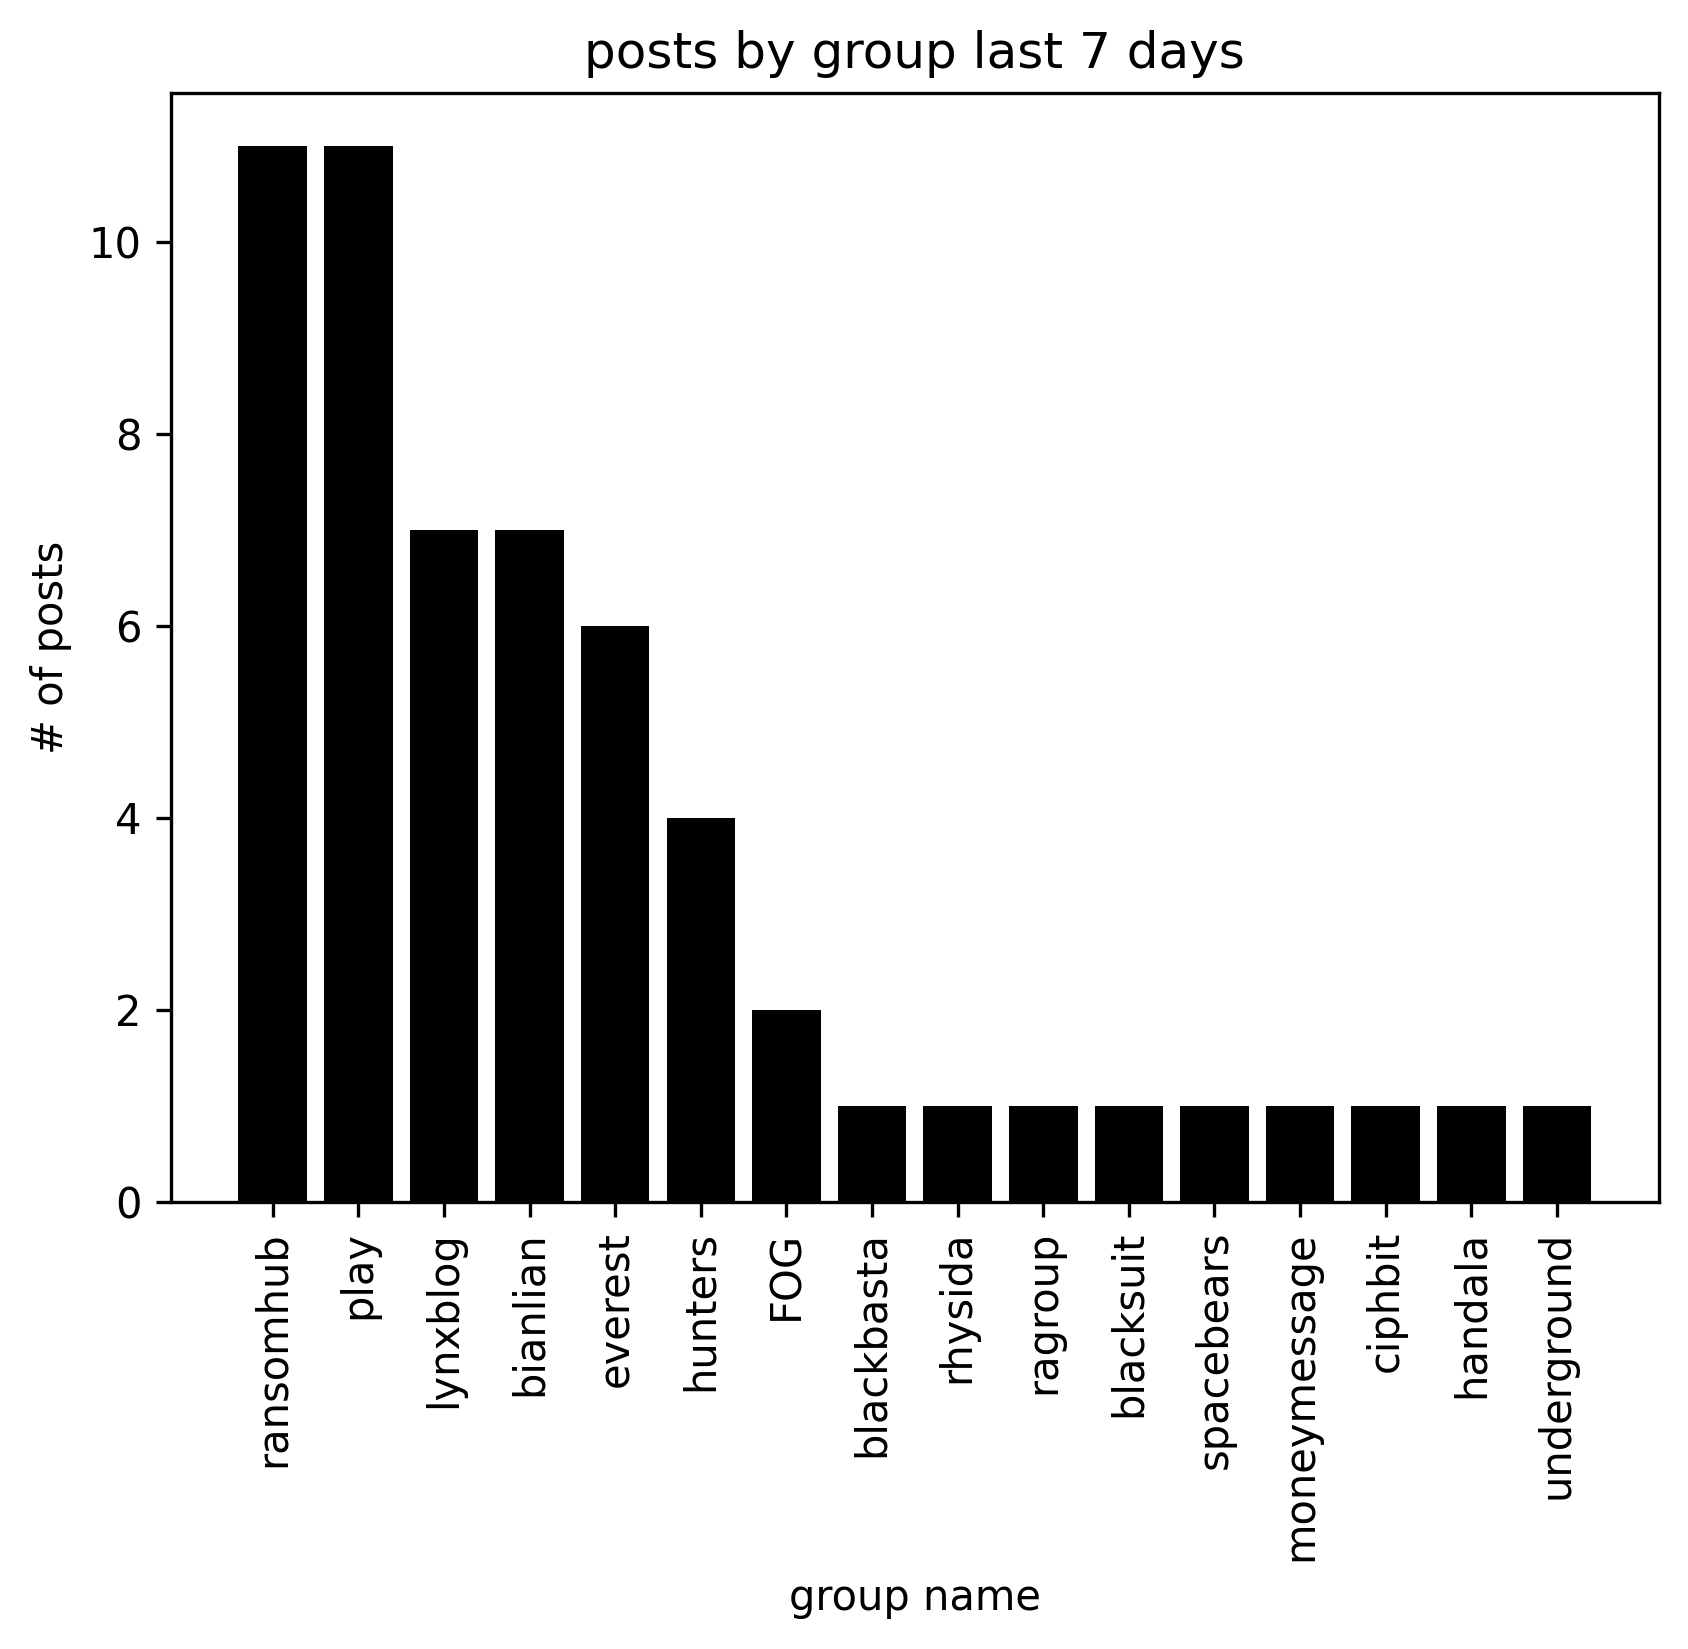 posts by group last 7 days
# of posts
10
8
6
4
2
0
ransomhub
play
lynxblog
bianlian
everest
hunters
FOG
blackbasta
rhysida
ragroup
blacksuit
spacebears
moneymessage
ciphbit
handala
underground
group name